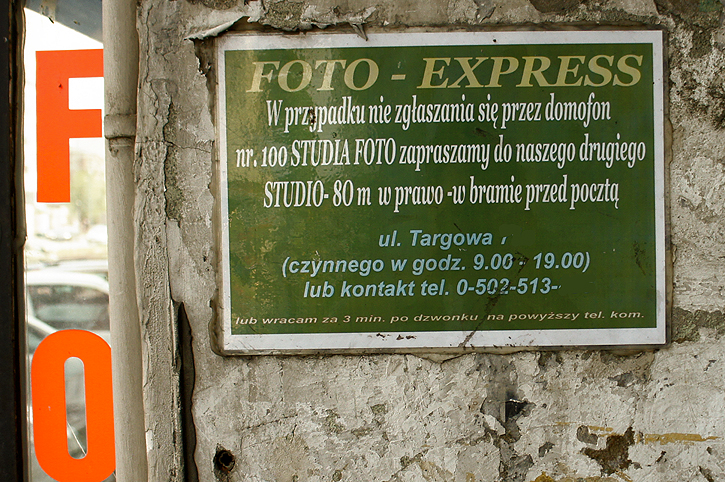 F
O
FOTO - EXPRESS
W przypadku nie zgłaszania się przez domofon
nr. 100 STUDIA FOTO zapraszamy do naszego drugiego
STUDIO- 80 m w prawo -w bramie przed pocztą
ul. Targowa
(czynnego w godz. 9.00 - 19.00)
lub kontakt tel. 0-502-513-
lub wracam za 3 min. po dzwonku na powyższy tel. kom.